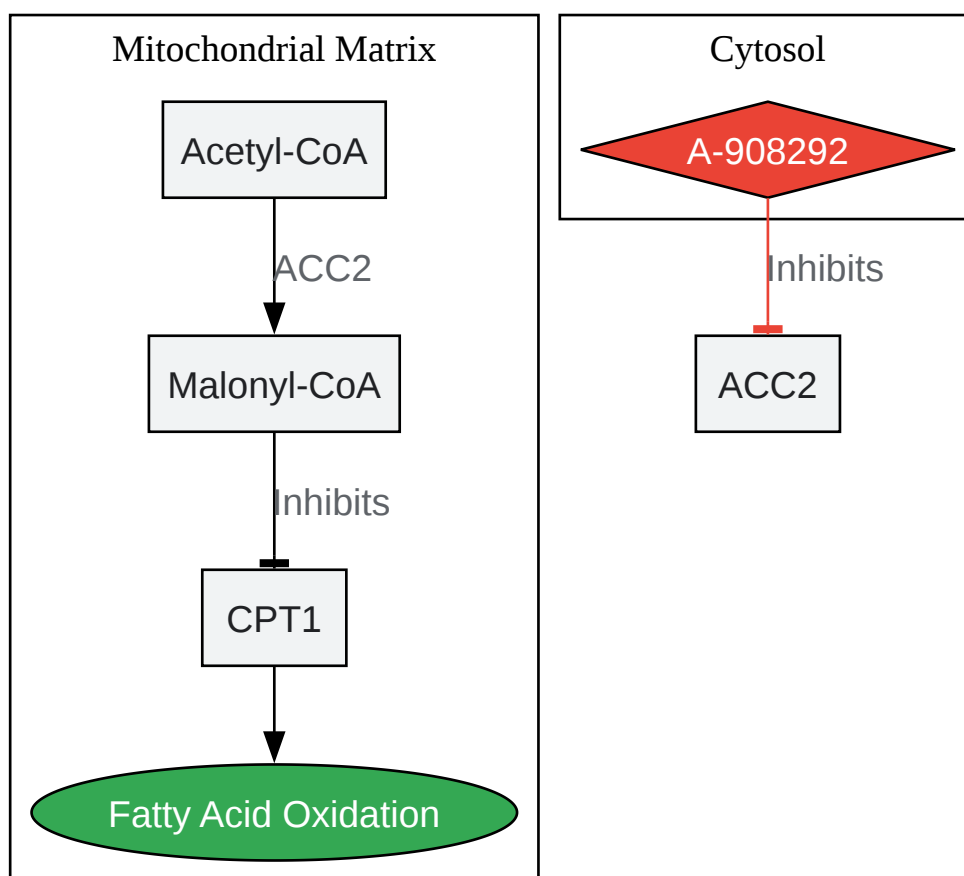 Mitochondrial Matrix
Acetyl-CoA
ACC2
Malonyl-CoA
Inhibits
CPT1
Fatty Acid Oxidation
Cytosol
A-908292
Inhibits
ACC2